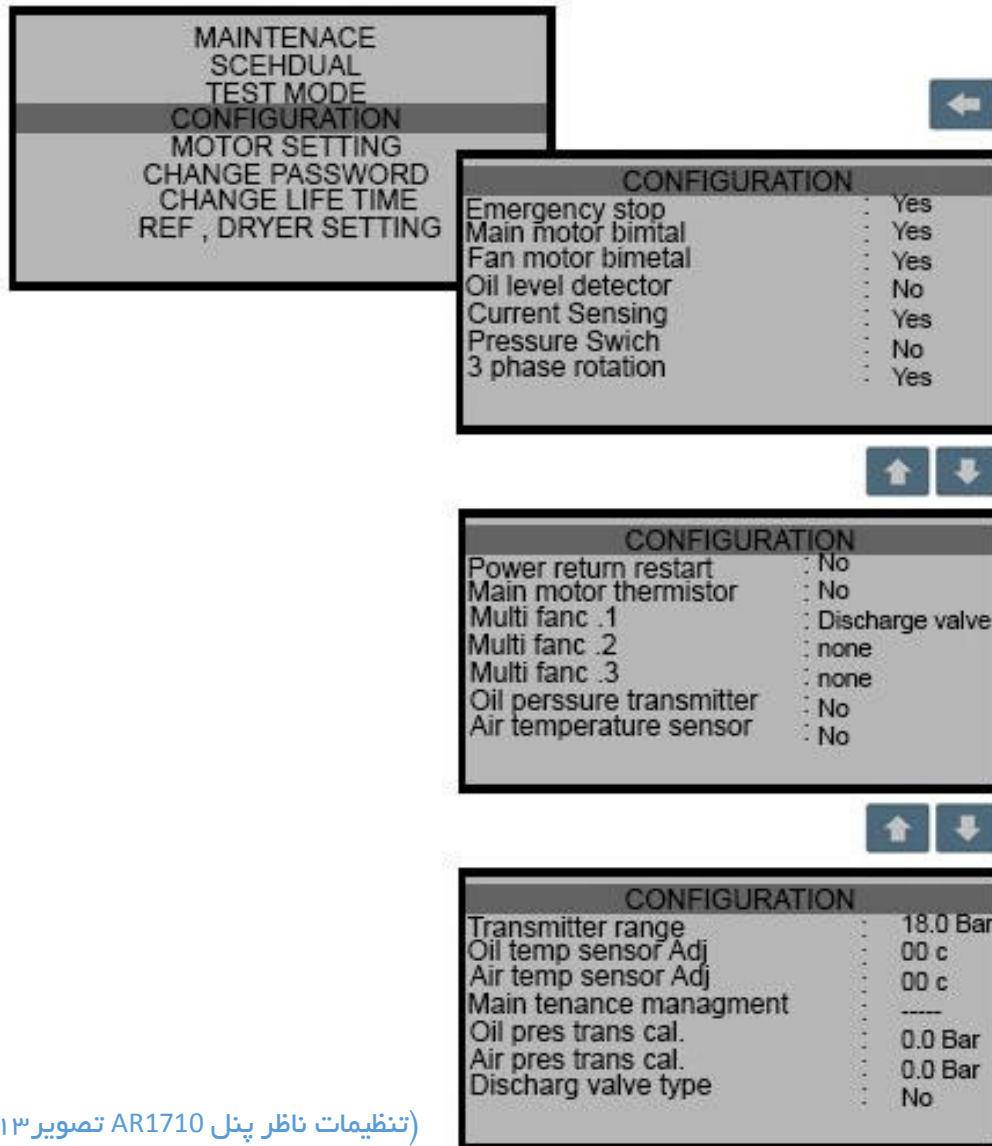 MAINTENACE
SCEHDUAL
TEST MODE
CONFIGURATION
MOTOR SETTING
CHANGE PASSWORD
CHANGE LIFE TIME
REF , DRYER SETTING
CONFIGURATION
Emergency stop : Yes
Main motor bimtal : Yes
Fan motor bimetal : Yes
Oil level detector : No
Current Sensing : Yes
Pressure Swich : No
3 phase rotation : Yes
CONFIGURATION
Power return restart : No
Main motor thermistor : No
Multi fanc .1 : Discharge valve
Multi fanc .2 : none
Multi fanc .3 : none
Oil perssure transmitter : No
Air temperature sensor : No
CONFIGURATION
Transmitter range : 18.0 Bar
Oil temp sensor Adj : 00 c
Air temp sensor Adj : 00 c
Main tenance managment : -----
Oil pres trans cal. : 0.0 Bar
Air pres trans cal. : 0.0 Bar
Discharg valve type : No
(تنظیمات ناظر پنل AR1710 تصویر ۱۳